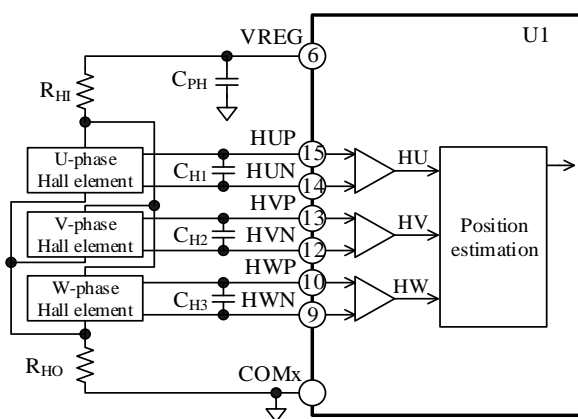 VREG
6
U1
RHI
CPH
HUP
15
U-phase
Hall element
CH1
HUN
14
HU
HVP
13
V-phase
Hall element
CH2
HVN
12
HV
Position
estimation
HWP
10
W-phase
Hall element
CH3
HWN
9
HW
RHO
COMx